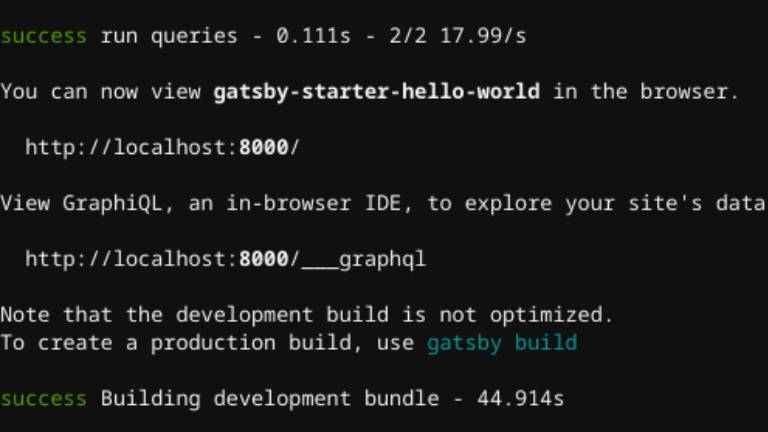 success run queries - 0.111s - 2/2 17.99/s
You can now view gatsby-starter-hello-world in the browser.
http://localhost:8000/
View GraphiQL, an in-browser IDE, to explore your site's data
http://localhost:8000/___graphql
Note that the development build is not optimized.
To create a production build, use gatsby build
success Building development bundle - 44.914s